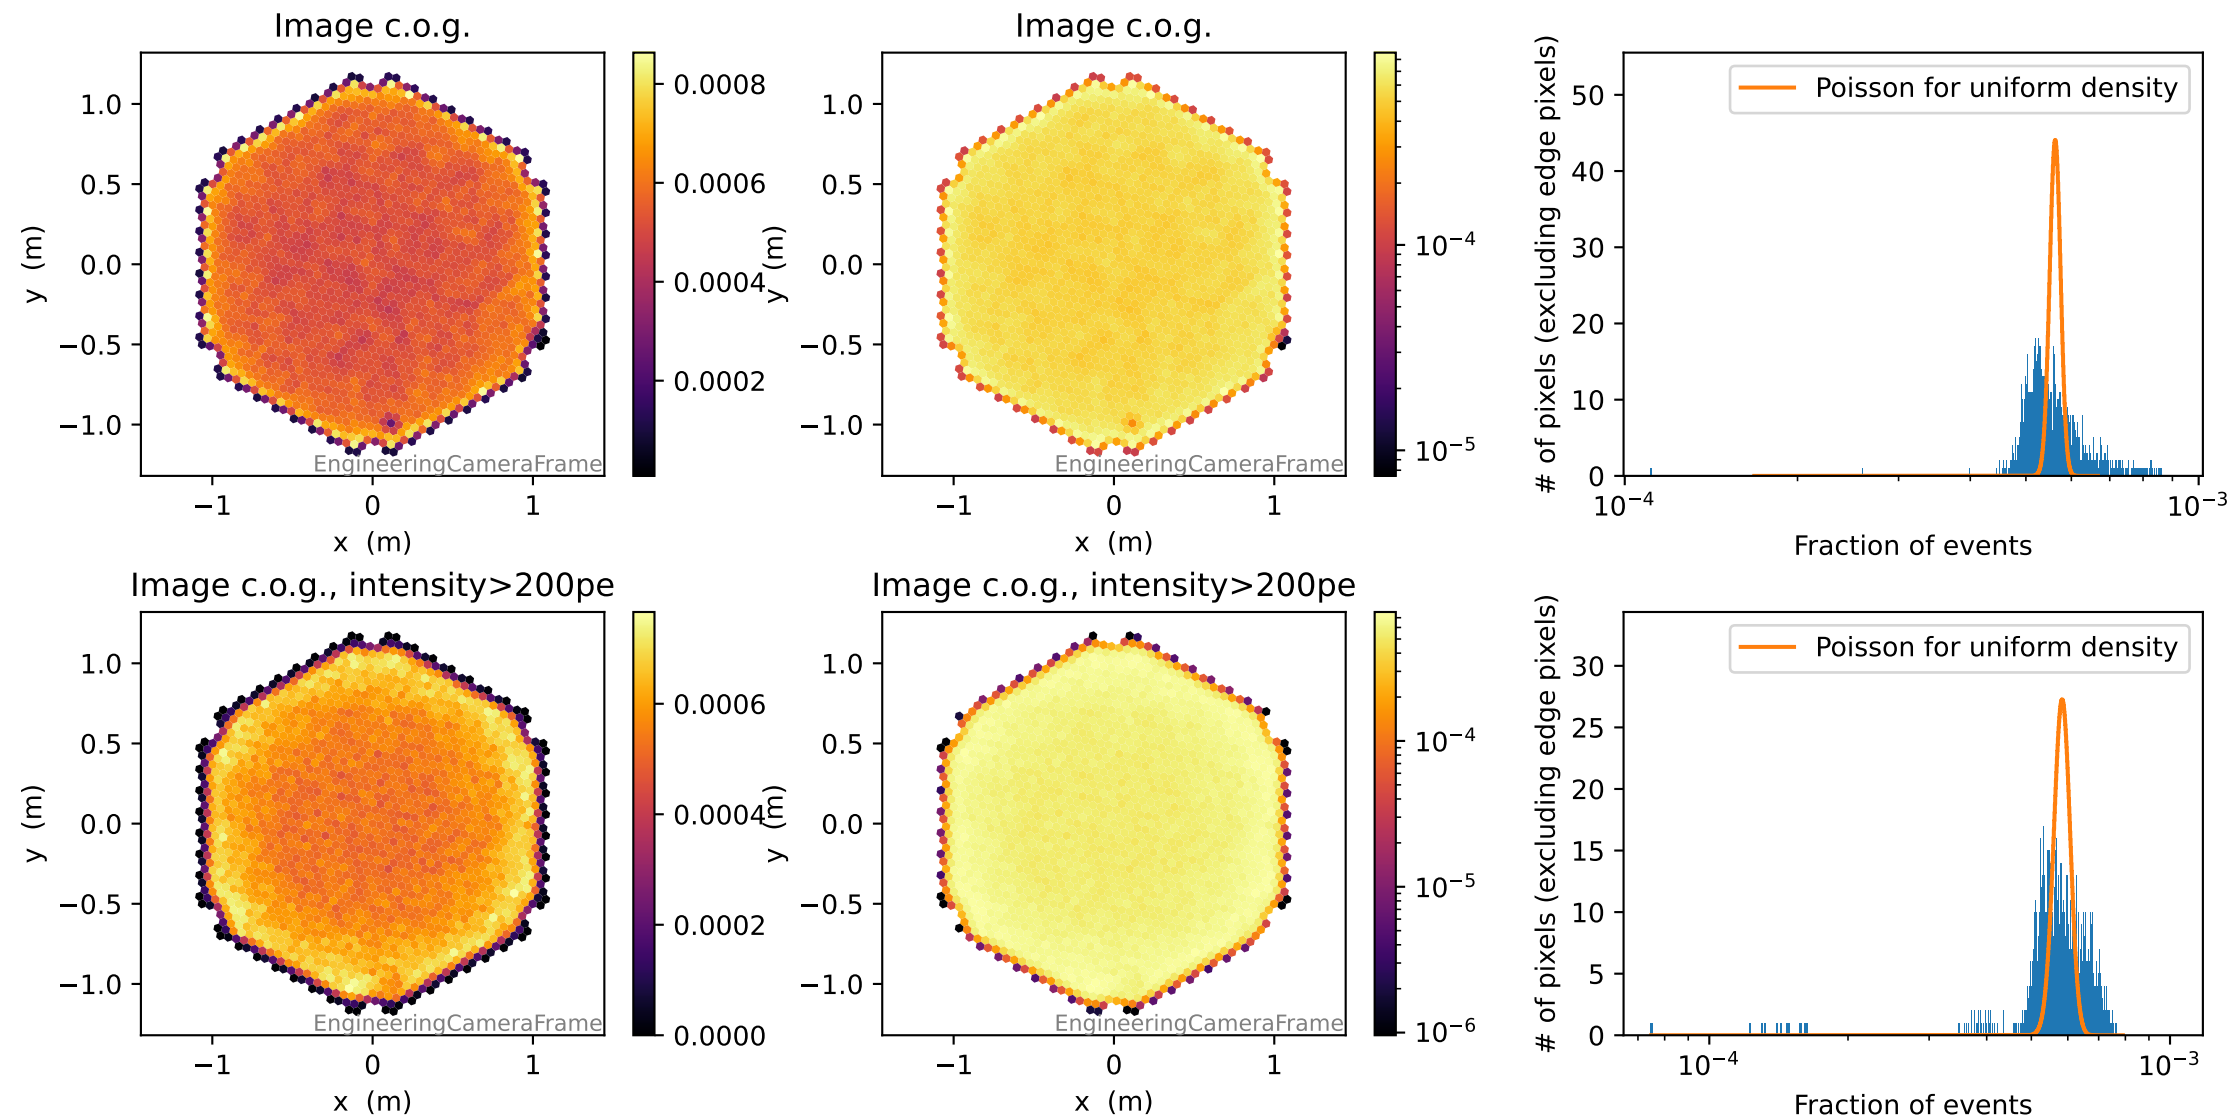 Image c.o.g.
1.0
0.5
0.0
−0.5
−1.0
y (m)
−1
0
1
x (m)
EngineeringCameraFrame
0.0008
0.0006
0.0004
0.0002
Image c.o.g.
1.0
0.5
0.0
−0.5
−1.0
y (m)
−1
0
1
x (m)
EngineeringCameraFrame
10⁻⁴
10⁻⁵
Poisson for uniform density
# of pixels (excluding edge pixels)
50
40
30
20
10
0
10⁻⁴
10⁻³
Fraction of events
Image c.o.g., intensity>200pe
1.0
0.5
0.0
−0.5
−1.0
y (m)
−1
0
1
x (m)
EngineeringCameraFrame
0.0006
0.0004
0.0002
0.0000
Image c.o.g., intensity>200pe
1.0
0.5
0.0
−0.5
−1.0
y (m)
−1
0
1
x (m)
EngineeringCameraFrame
10⁻⁴
10⁻⁵
10⁻⁶
Poisson for uniform density
# of pixels (excluding edge pixels)
30
25
20
15
10
5
0
10⁻⁴
10⁻³
Fraction of events